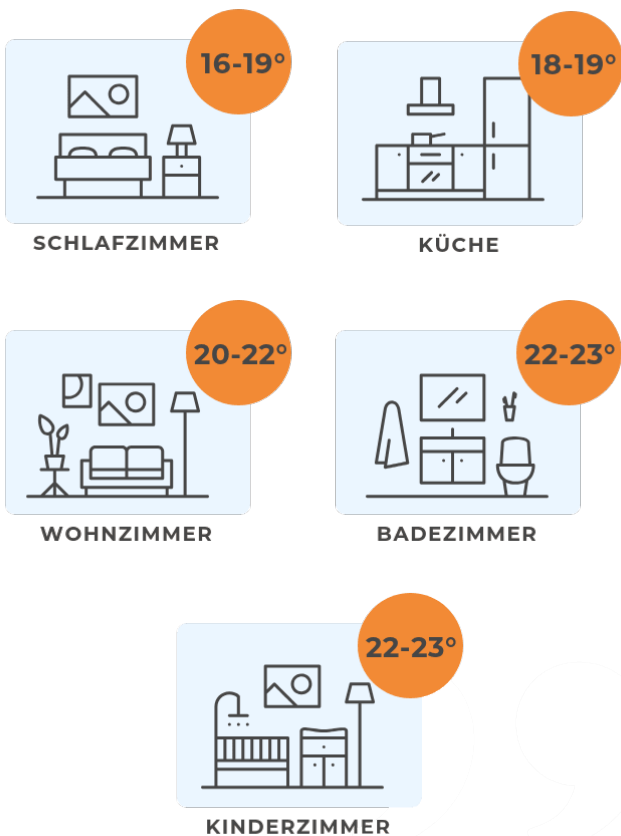 16-19°
SCHLAFZIMMER
18-19°
KÜCHE
20-22°
WOHNZIMMER
22-23°
BADEZIMMER
22-23°
KINDERZIMMER